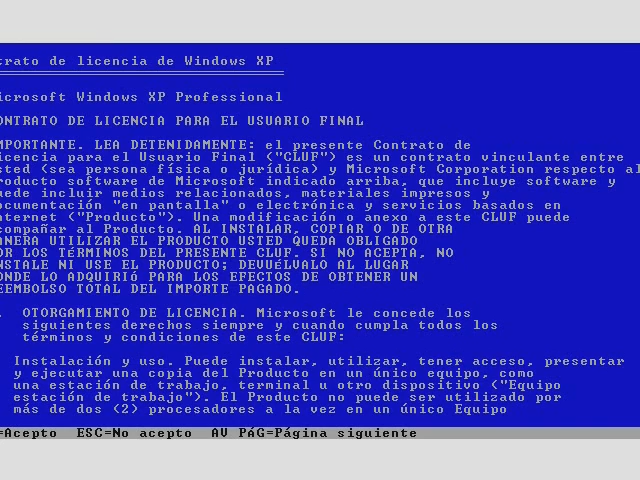 trato de licencia de Windows XP
icrosoft Windows XP Professional
ONTRATO DE LICENCIA PARA EL USUARIO FINAL
MPORTANTE. LEA DETENIDAMENTE: el presente Contrato de
icencia para el Usuario Final ("CLUF") es un contrato vinculante entre
sted (sea persona física o jurídica) y Microsoft Corporation respecto al
roducto software de Microsoft indicado arriba, que incluye software y
uede incluir medios relacionados, materiales impresos y
ocumentación "en pantalla" o electrónica y servicios basados en
nternet ("Producto"). Una modificación o anexo a este CLUF puede
compañar al Producto. AL INSTALAR, COPIAR O DE OTRA
ANERA UTILIZAR EL PRODUCTO USTED QUEDA OBLIGADO
OR LOS TéRMINOS DEL PRESENTE CLUF. SI NO ACEPTA, NO
NSTALE NI USE EL PRODUCTO; DEVUéLVALO AL LUGAR
ONDE LO ADQUIRIó PARA LOS EFECTOS DE OBTENER UN
EEMBOLSO TOTAL DEL IMPORTE PAGADO.
. OTORGAMIENTO DE LICENCIA. Microsoft le concede los
siguientes derechos siempre y cuando cumpla todos los
términos y condiciones de este CLUF:
Instalación y uso. Puede instalar, utilizar, tener acceso, presentar
y ejecutar una copia del Producto en un único equipo, como
una estación de trabajo, terminal u otro dispositivo ("Equipo
estación de trabajo"). El Producto no puede ser utilizado por
más de dos (2) procesadores a la vez en un único Equipo
=Acepto ESC=No acepto AV PáG=Página siguiente